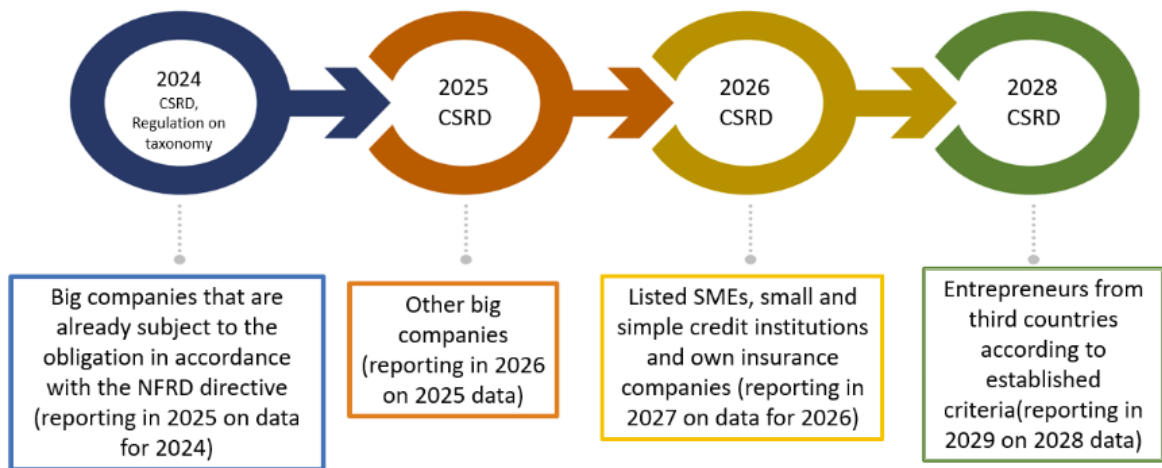 2024
CSRD,
Regulation on
taxonomy
2025
CSRD
2026
CSRD
2028
CSRD
Big companies that are
already subject to the
obligation in accordance
with the NFRD directive
(reporting in 2025 on data
for 2024)
Other big
companies
(reporting in 2026
on 2025 data)
Listed SMEs, small and
simple credit institutions
and own insurance
companies (reporting in
2027 on data for 2026)
Entrepreneurs from
third countries
according to
established
criteria(reporting in
2029 on 2028 data)